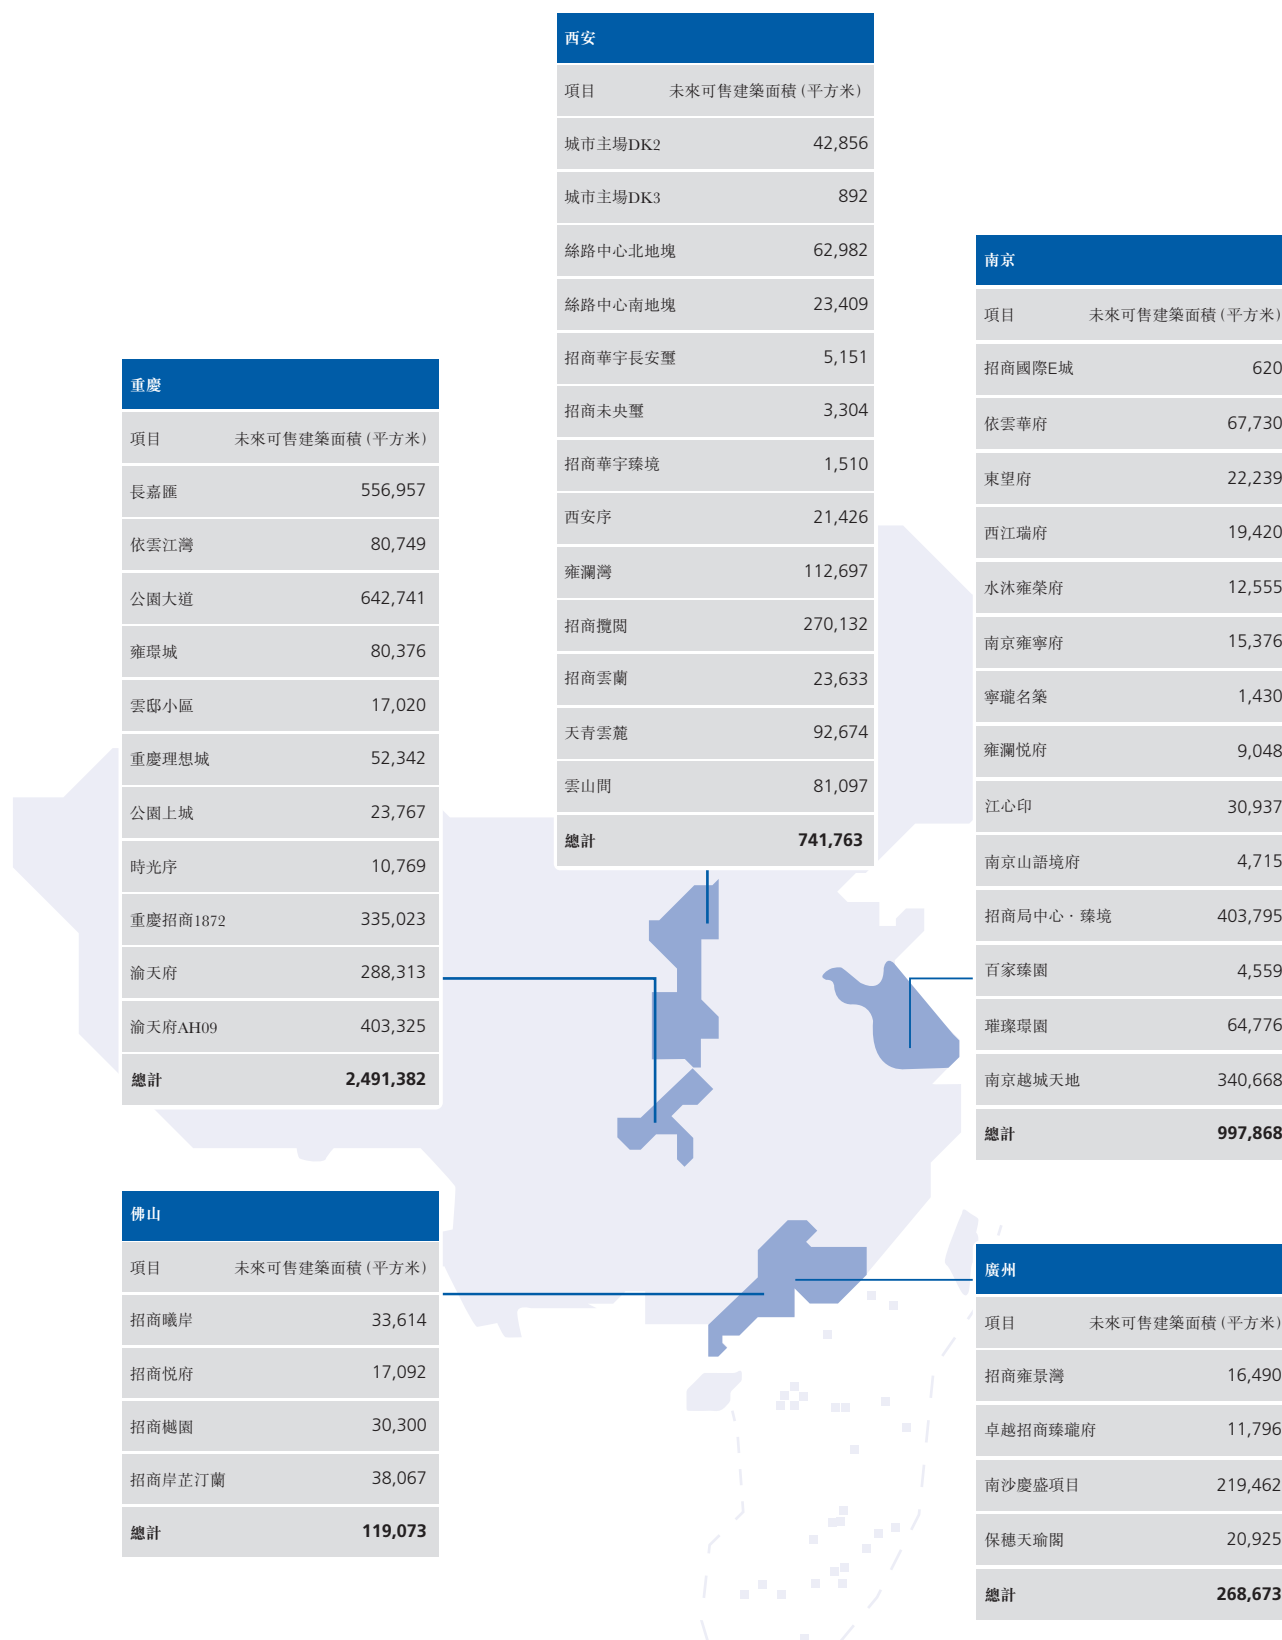 西安
項目 未來可售建築面積 (平方米)
城市主場DK2 42,856
城市主場DK3 892
絲路中心北地塊 62,982
絲路中心南地塊 23,409
招商華宇長安璽 5,151
招商未央璽 3,304
招商華宇臻境 1,510
西安序 21,426
雍瀾灣 112,697
招商攬閱 270,132
招商雲蘭 23,633
天青雲麓 92,674
雲山間 81,097
總計 741,763
南京
項目 未來可售建築面積 (平方米)
招商國際E城 620
依雲華府 67,730
東望府 22,239
西江瑞府 19,420
水沐雍榮府 12,555
南京雍寧府 15,376
寧瓏名築 1,430
雍瀾悅府 9,048
江心印 30,937
南京山語境府 4,715
招商局中心‧臻境 403,795
百家臻園 4,559
璀璨璟園 64,776
南京越城天地 340,668
總計 997,868
重慶
項目 未來可售建築面積 (平方米)
長嘉匯 556,957
依雲江灣 80,749
公園大道 642,741
雍璟城 80,376
雲邸小區 17,020
重慶理想城 52,342
公園上城 23,767
時光序 10,769
重慶招商1872 335,023
渝天府 288,313
渝天府AH09 403,325
總計 2,491,382
佛山
項目 未來可售建築面積 (平方米)
招商曦岸 33,614
招商悅府 17,092
招商樾園 30,300
招商岸芷汀蘭 38,067
總計 119,073
廣州
項目 未來可售建築面積 (平方米)
招商雍景灣 16,490
卓越招商臻瓏府 11,796
南沙慶盛項目 219,462
保穗天瑜閣 20,925
總計 268,673